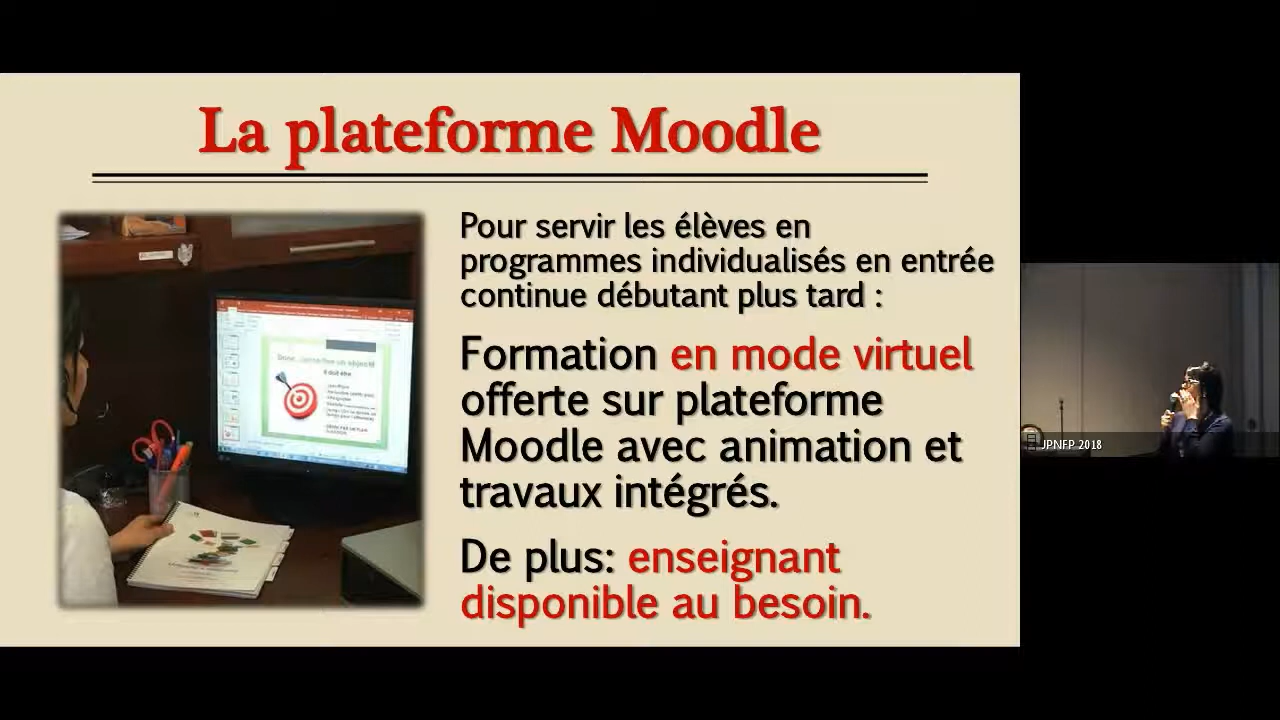 La plateforme Moodle
Pour servir les élèves en
programmes individualisés en entrée
continue débutant plus tard :
Formation en mode virtuel
offerte sur plateforme
Moodle avec animation et
travaux intégrés.
De plus: enseignant
disponible au besoin.
JPNFP 2018